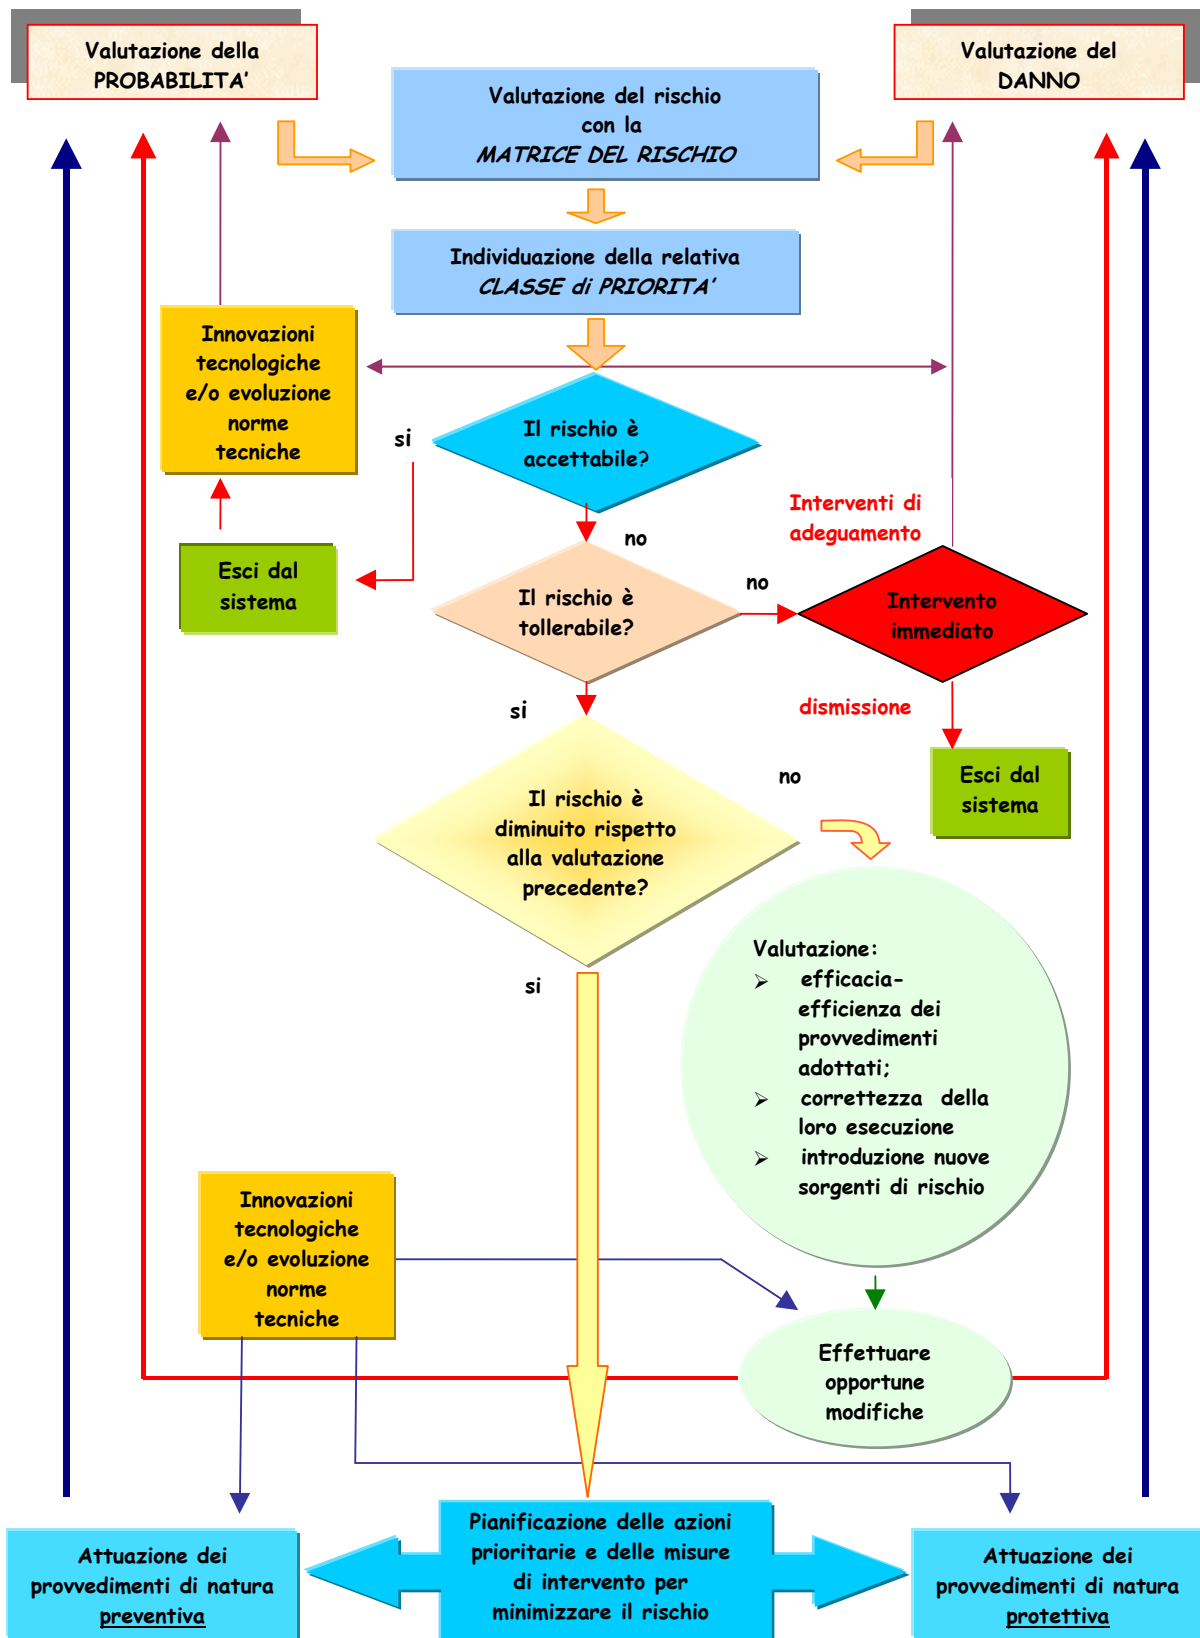 Valutazione della
PROBABILITA’
Valutazione del
DANNO
Valutazione del rischio
con la
MATRICE DEL RISCHIO
Individuazione della relativa
CLASSE di PRIORITA’
Innovazioni
tecnologiche
e/o evoluzione
norme
tecniche
si
Il rischio è
accettabile?
Interventi di
adeguamento
no
Esci dal
sistema
Il rischio è
tollerabile?
no
Intervento
immediato
si
dismissione
Esci dal
sistema
no
Il rischio è
diminuito rispetto
alla valutazione
precedente?
Valutazione:
➢ efficacia-
efficienza dei
provvedimenti
adottati;
➢ correttezza della
loro esecuzione
➢ introduzione nuove
sorgenti di rischio
si
Innovazioni
tecnologiche
e/o evoluzione
norme
tecniche
Effettuare
opportune
modifiche
Attuazione dei
provvedimenti di natura
preventiva
Pianificazione delle azioni
prioritarie e delle misure
di intervento per
minimizzare il rischio
Attuazione dei
provvedimenti di natura
protettiva